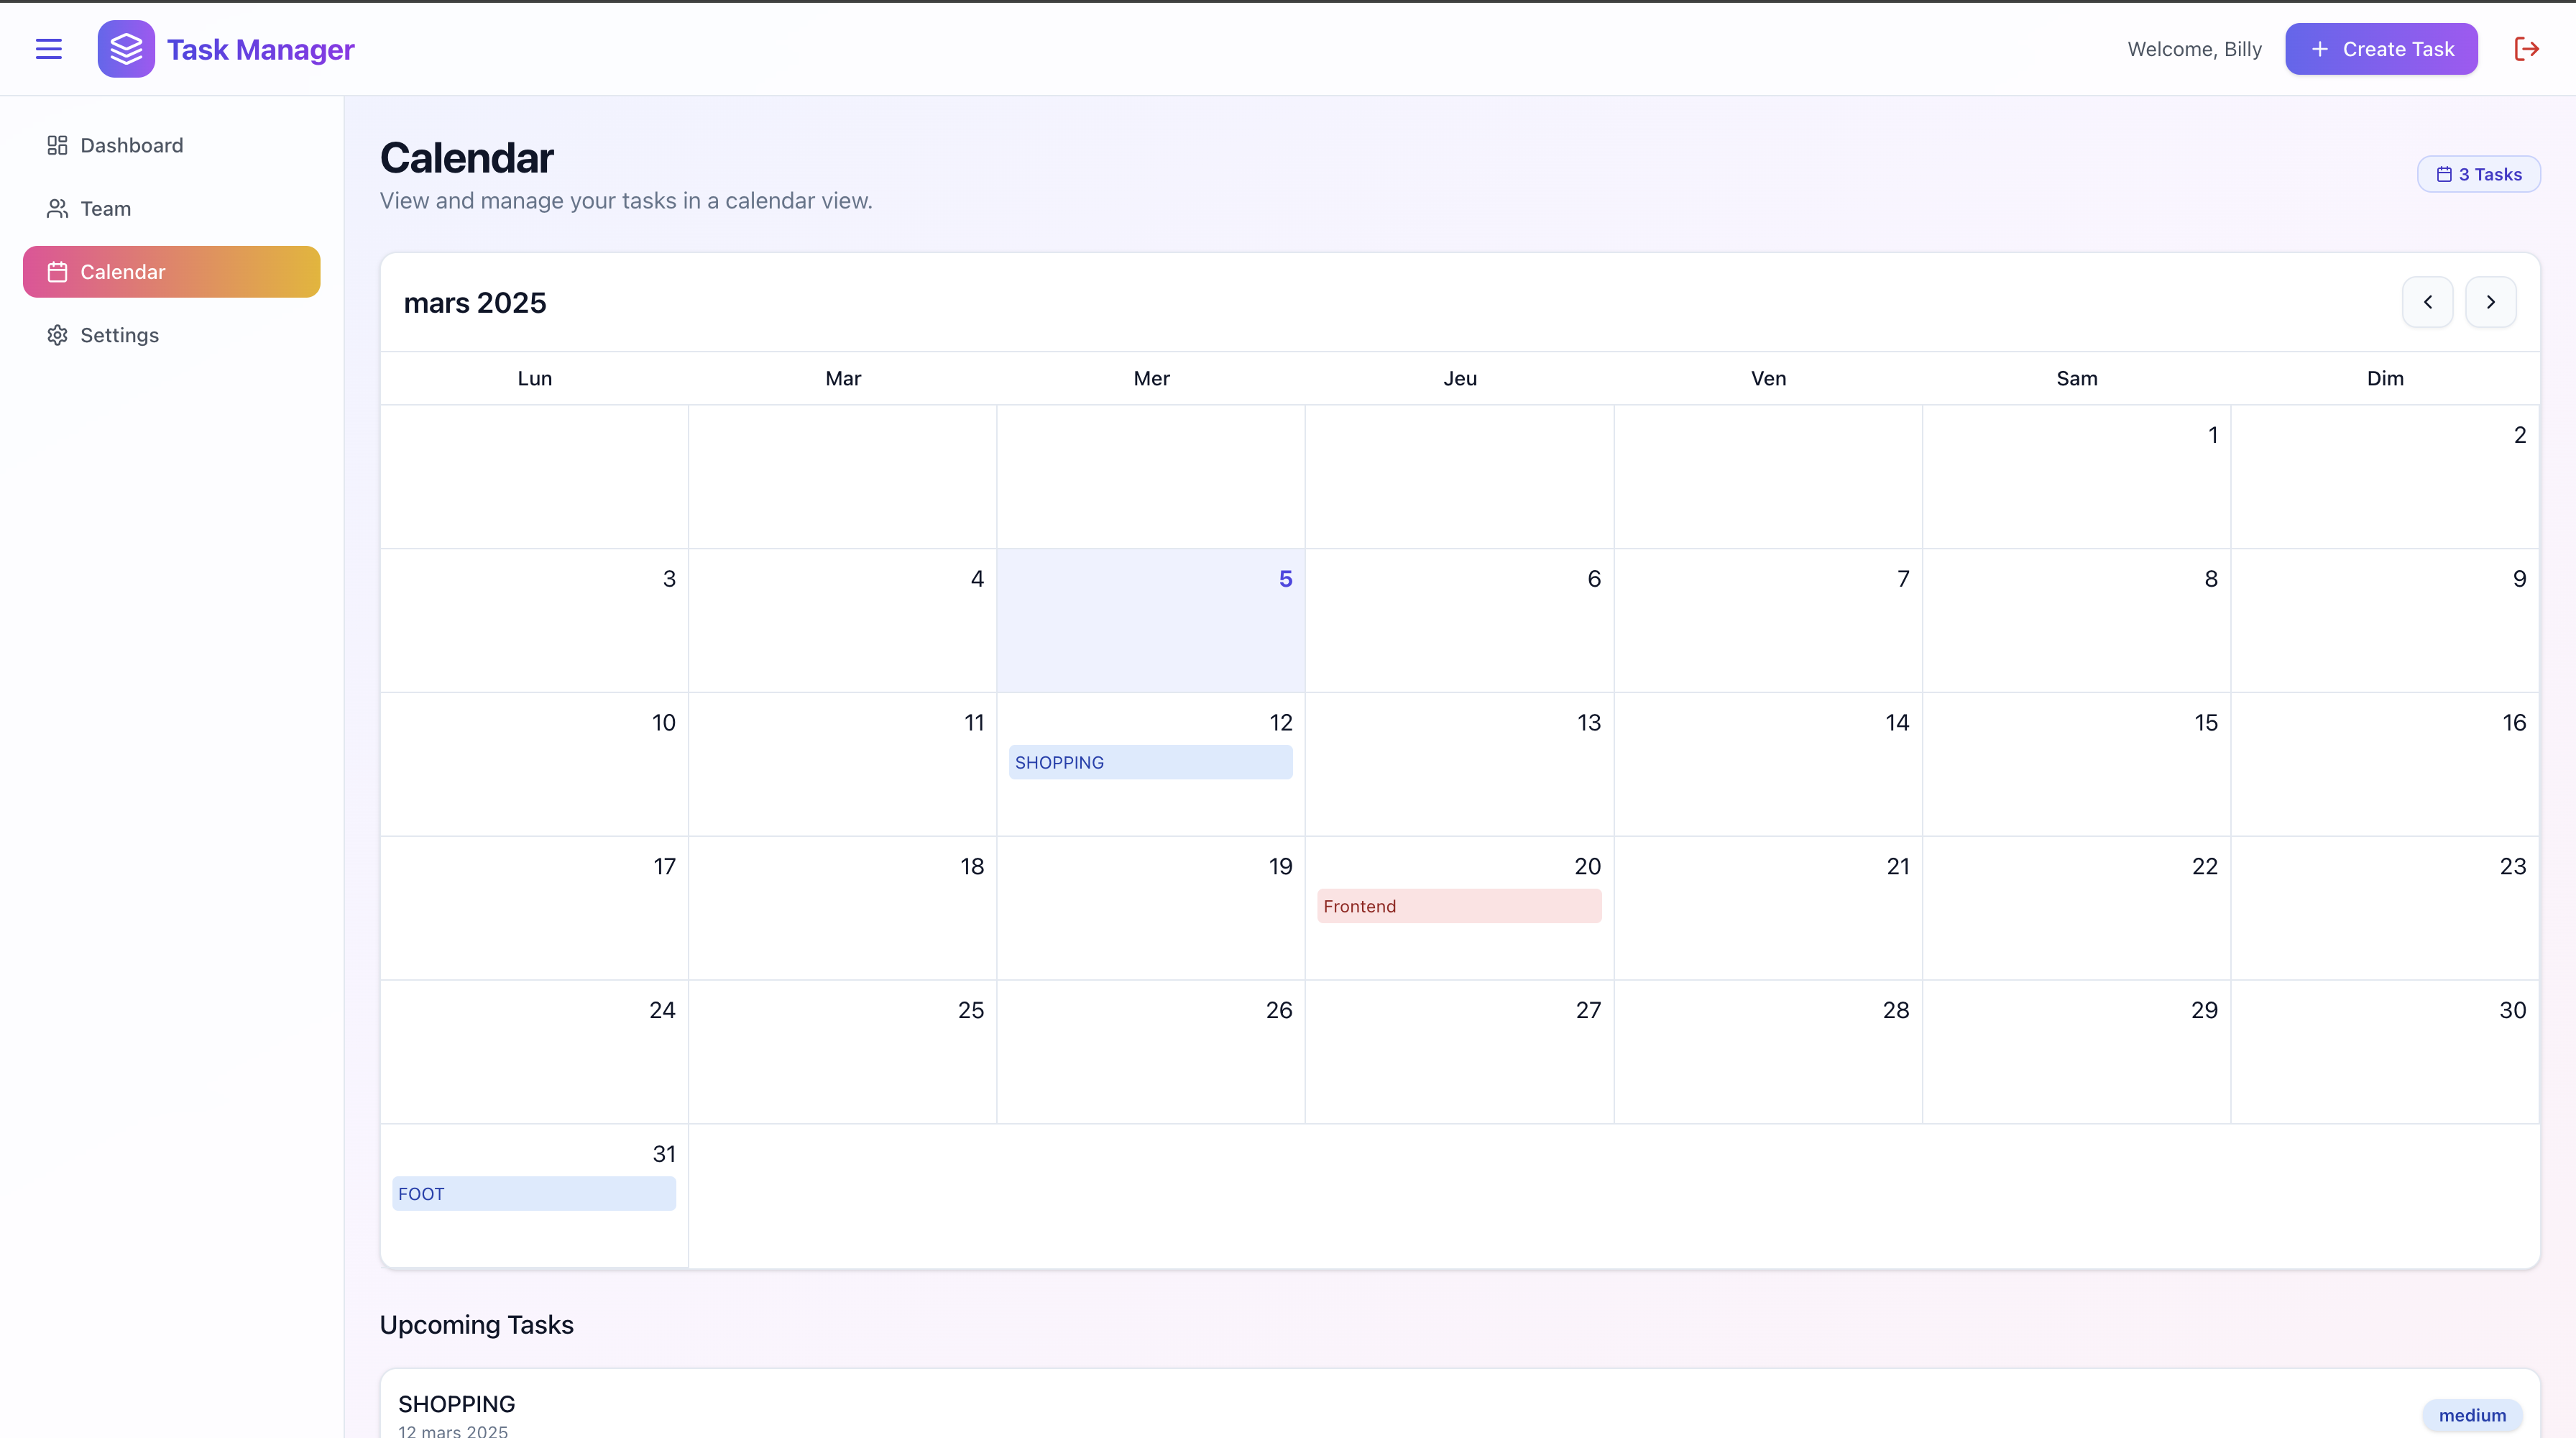 Task Manager
Welcome, Billy
Create Task
Dashboard
Team
Calendar
Settings
Calendar
View and manage your tasks in a calendar view.
3 Tasks
mars 2025
Lun Mar Mer Jeu Ven Sam Dim
1 2
3 4 5 6 7 8 9
10 11 12 13 14 15 16
SHOPPING
17 18 19 20 21 22 23
Frontend
24 25 26 27 28 29 30
31
FOOT
Upcoming Tasks
SHOPPING
12 mars 2025
medium